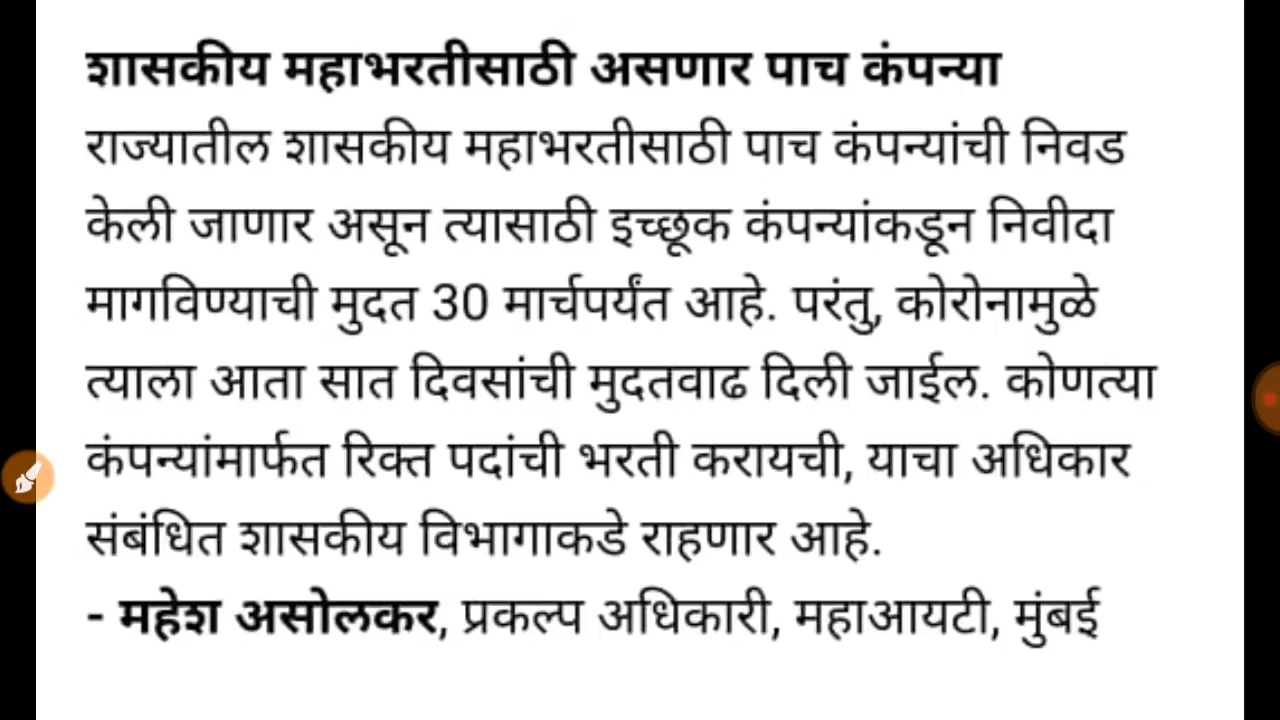 शासकीय महाभरतीसाठी असणार पाच कंपन्या
राज्यातील शासकीय महाभरतीसाठी पाच कंपन्यांची निवड
केली जाणार असून त्यासाठी इच्छूक कंपन्यांकडून निवीदा
मागविण्याची मुदत 30 मार्चपर्यंत आहे. परंतु, कोरोनामुळे
त्याला आता सात दिवसांची मुदतवाढ दिली जाईल. कोणत्या
कंपन्यांमार्फत रिक्त पदांची भरती करायची, याचा अधिकार
संबंधित शासकीय विभागाकडे राहणार आहे.
- महेश असोलकर, प्रकल्प अधिकारी, महाआयटी, मुंबई